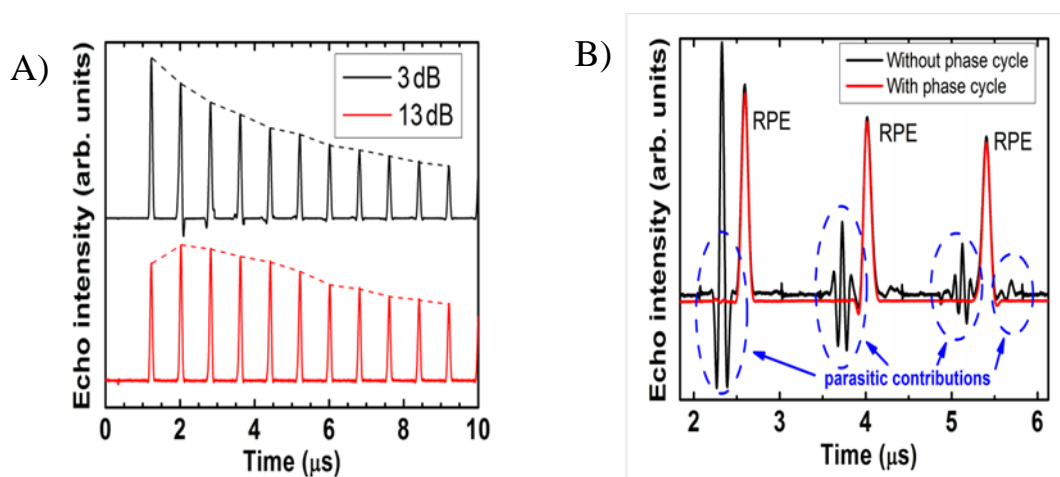 A)
Echo intensity (arb. units)
3 dB
13 dB
0 2 4 6 8 10
Time (μs)
B)
Echo intensity (arb. units)
Without phase cycle
With phase cycle
RPE
RPE
RPE
parasitic contributions
2 3 4 5 6
Time (μs)